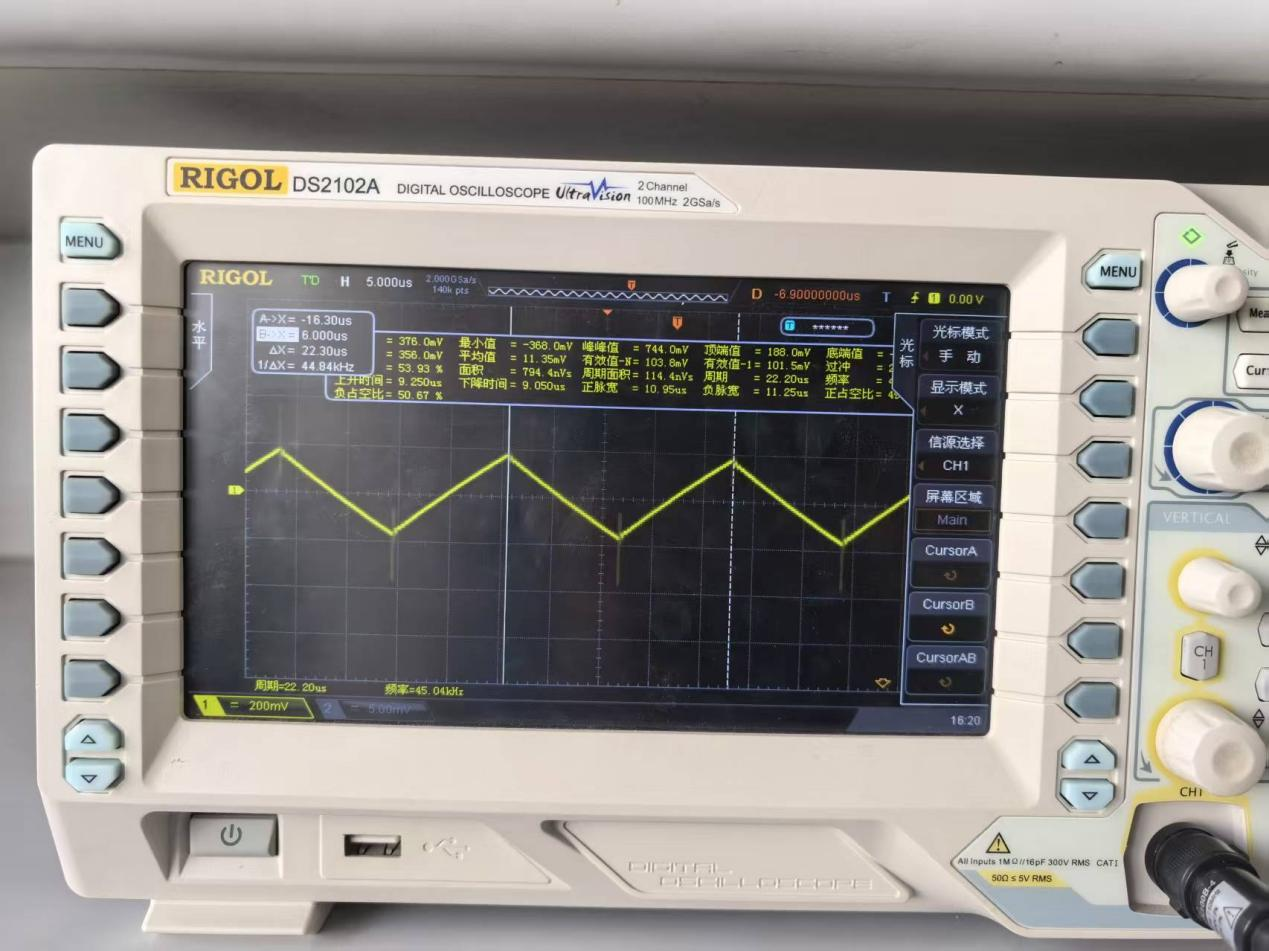 RIGOL DS2102A DIGITAL OSCILLOSCOPE UltraVision 2 Channel
100MHz 2GSa/s
MENU
MENU
RIGOL T'D H 5.000us 2.000GSa/s
140k pts
D -6.90000000us T 1 0.00 V
水平
A->X= -16.30us
B->X= 6.000us
ΔX= 22.30us
1/ΔX= 44.84kHz
T ******
= 376.0mV 最小值 = -368.0mV 峰峰值 = 744.0mV 顶端值 = 188.0mV 底端值 = -
= 356.0mV 平均值 = 11.35mV 有效值-N= 103.8mV 有效值-1= 101.5mV 过冲 =
= 53.93 % 面积 = 794.4nVs 周期面积= 114.4nVs 周期 = 22.20us 频率 =
上升时间 = 9.250us 下降时间 = 9.050us 正脉宽 = 10.95us 负脉宽 = 11.25us 正占空比= 4
负占空比= 50.67 %
光标
光标模式
手动
显示模式
X
信源选择
CH1
屏幕区域
Main
CursorA
CursorB
CursorAB
1
周期=22.20us 频率=45.04kHz
1 = 200mV 2 = 5.00mV
16:20
VERTICAL
CH
1
CH1
All Inputs 1MΩ//16pF 300V RMS CATI
50Ω ≤ 5V RMS
DIGITAL
OSCILLOSCOPE